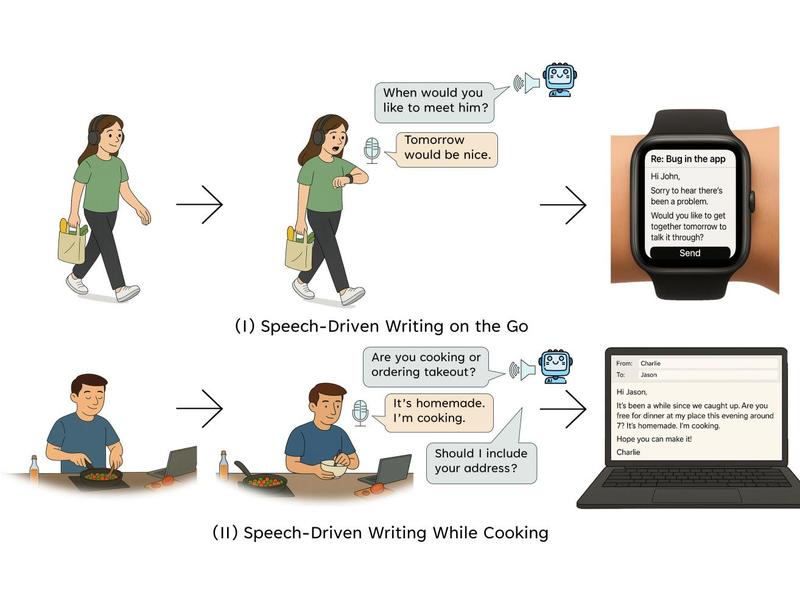 When would you
like to meet him?
Tomorrow
would be nice.
Re: Bug in the app
Hi John,
Sorry to hear there's
been a problem.
Would you like to get
together tomorrow to
talk it through?
Send
(I) Speech-Driven Writing on the Go
Are you cooking or
ordering takeout?
It's homemade.
I'm cooking.
Should I include
your address?
From: Charlie
To: Jason
Hi Jason,
It's been a while since we caught up. Are you
free for dinner at my place this evening around
7? It's homemade. I'm cooking.
Hope you can make it!
Charlie
(II) Speech-Driven Writing While Cooking